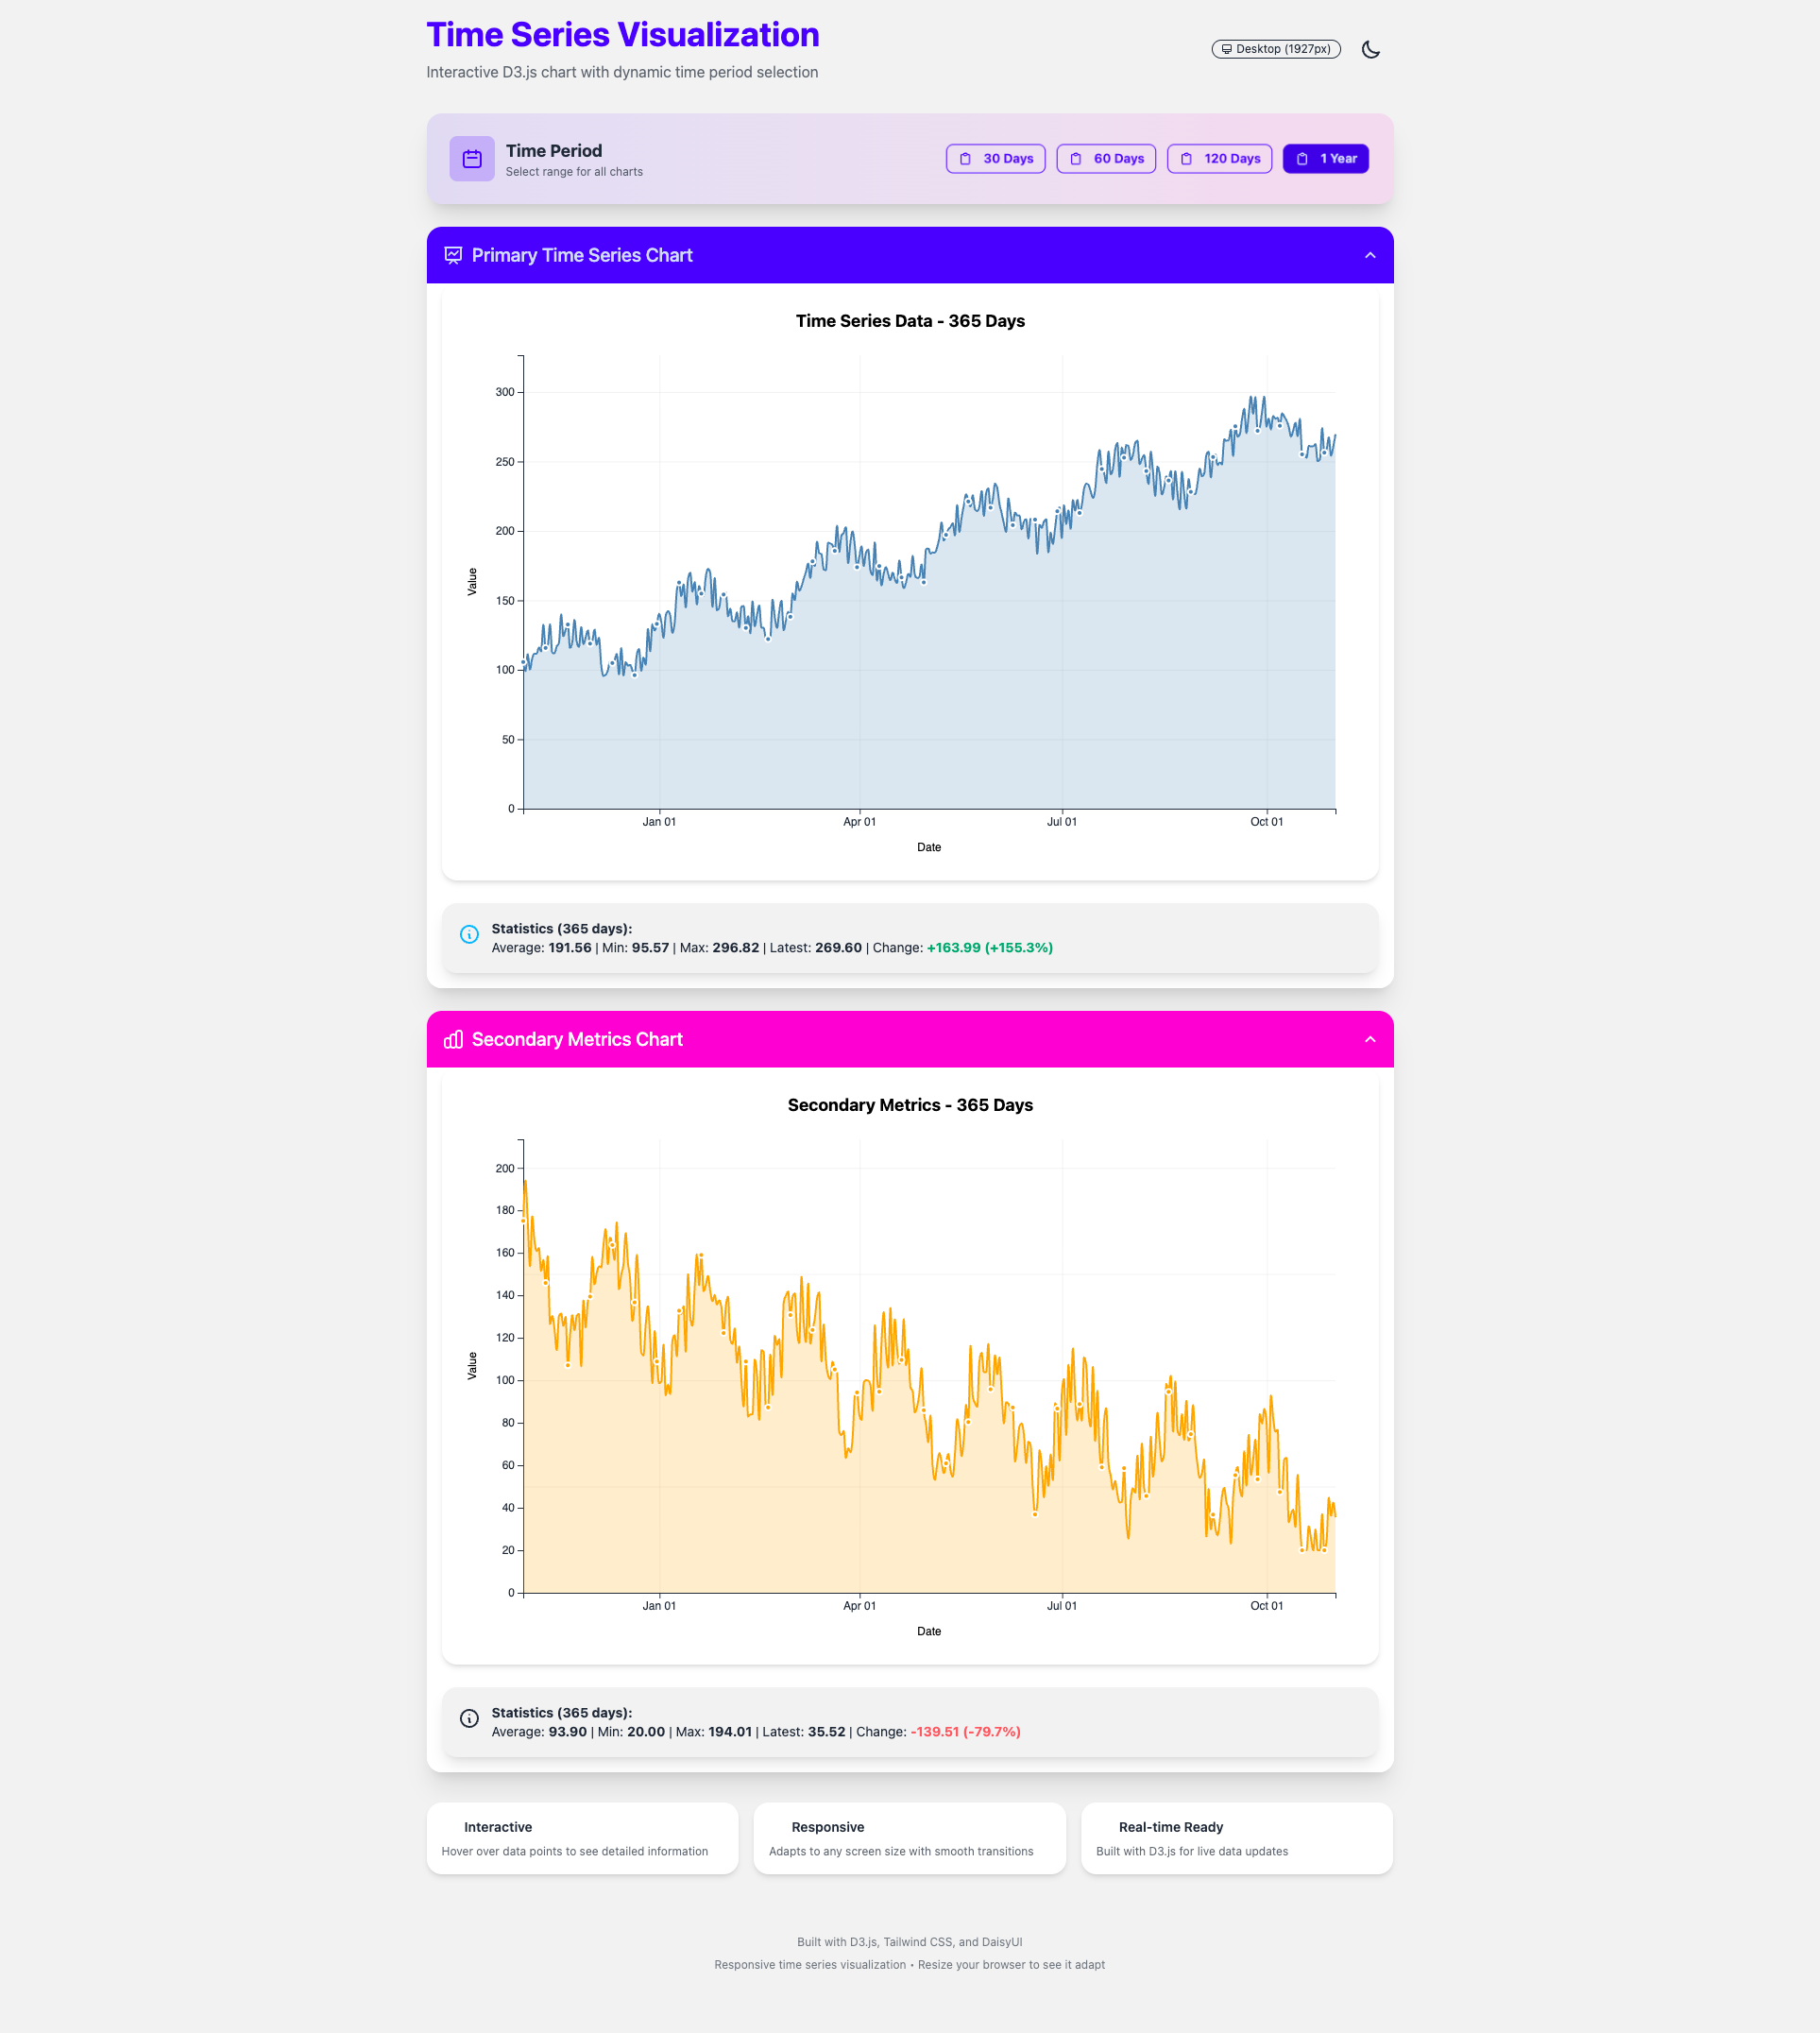 Time Series Visualization
Interactive D3.js chart with dynamic time period selection
Desktop (1927px)
Time Period
Select range for all charts
30 Days
60 Days
120 Days
1 Year
Primary Time Series Chart
Time Series Data - 365 Days
300
250
200
150
100
50
0
Value
Jan 01
Apr 01
Jul 01
Oct 01
Date
Statistics (365 days):
Average: 191.56 | Min: 95.57 | Max: 296.82 | Latest: 269.60 | Change: +163.99 (+155.3%)
Secondary Metrics Chart
Secondary Metrics - 365 Days
200
180
160
140
120
100
80
60
40
20
0
Value
Jan 01
Apr 01
Jul 01
Oct 01
Date
Statistics (365 days):
Average: 93.90 | Min: 20.00 | Max: 194.01 | Latest: 35.52 | Change: -139.51 (-79.7%)
Interactive
Hover over data points to see detailed information
Responsive
Adapts to any screen size with smooth transitions
Real-time Ready
Built with D3.js for live data updates
Built with D3.js, Tailwind CSS, and DaisyUI
Responsive time series visualization • Resize your browser to see it adapt